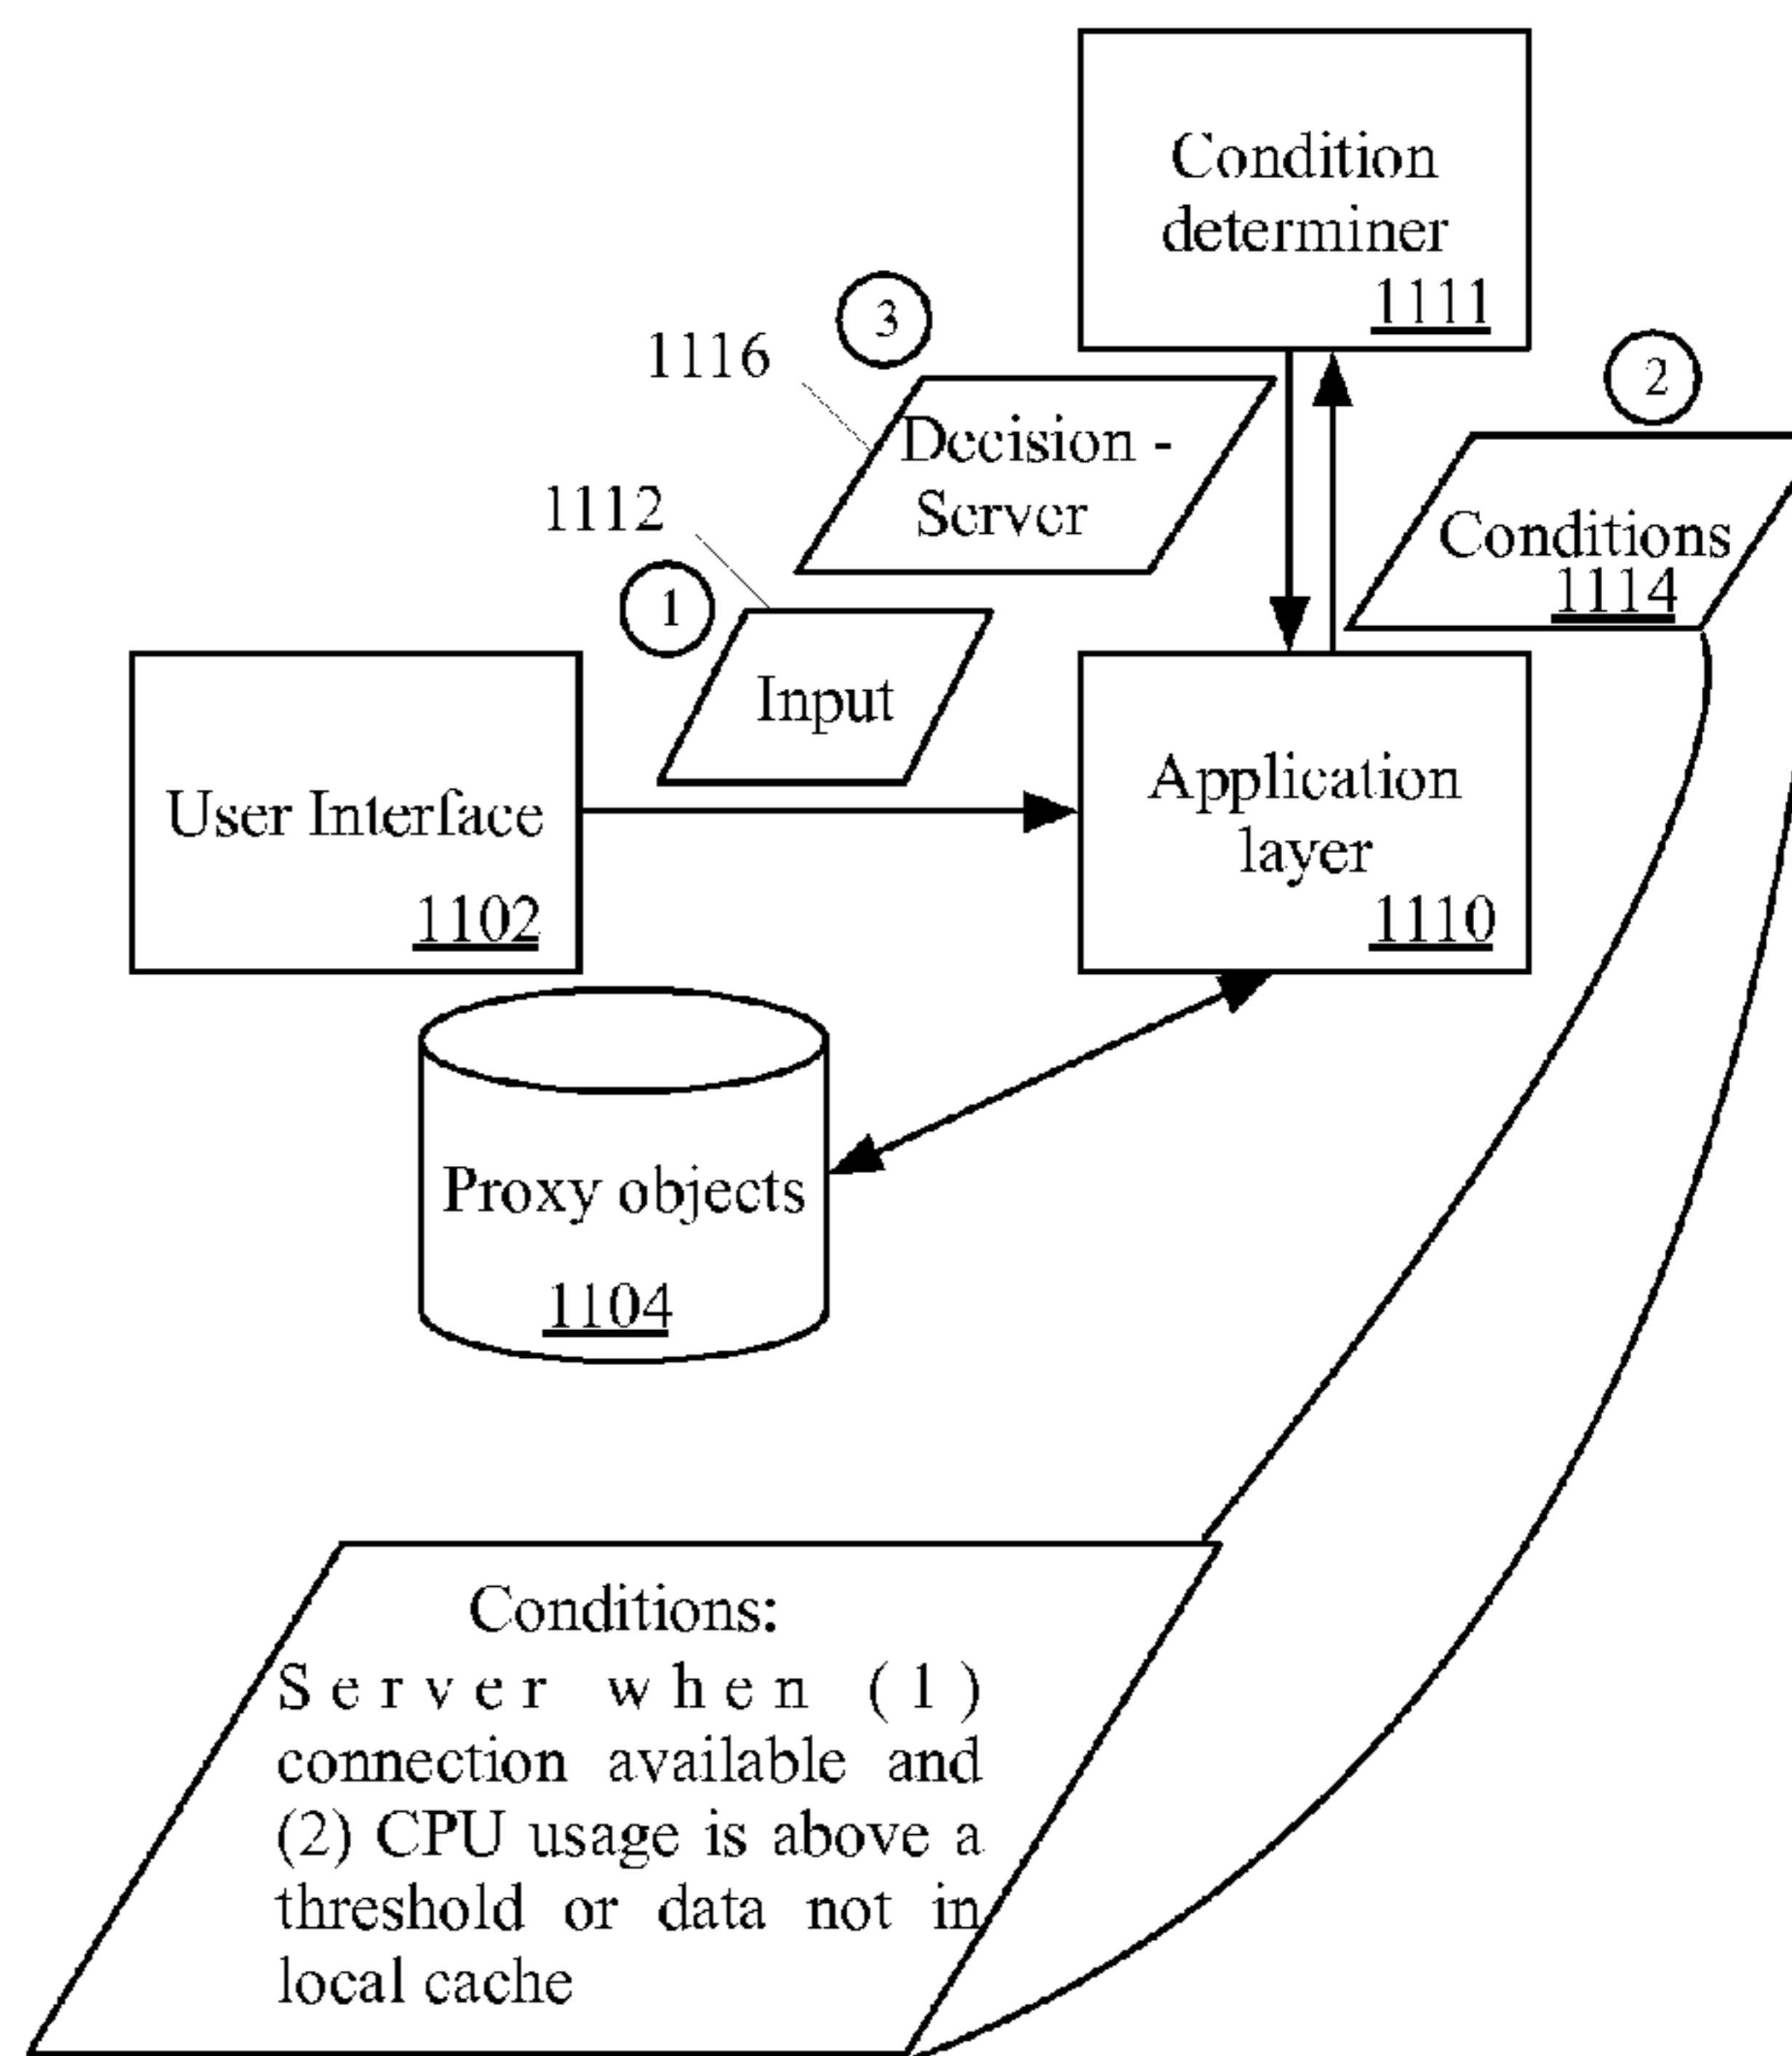 Condition
determiner
1111
3
1116
2
Decision -
Server
1112
Conditions
1114
1
Input
User Interface
1102
Application
layer
1110
Proxy objects
1104
Conditions:
Server when (1)
connection available and
(2) CPU usage is above a
threshold or data not in
local cache